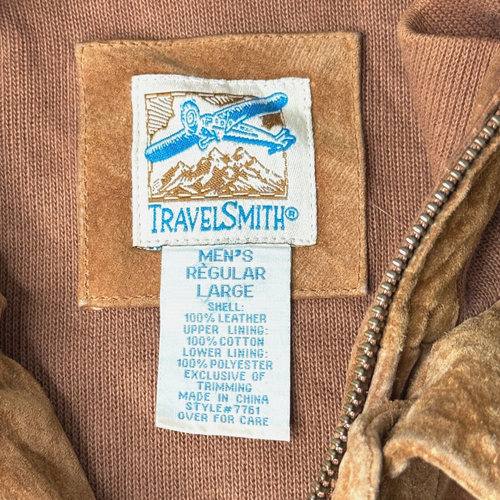 TRAVELSMITH®
MEN'S
REGULAR
LARGE
SHELL:
100% LEATHER
UPPER LINING:
100% COTTON
LOWER LINING:
100% POLYESTER
EXCLUSIVE OF
TRIMMING
MADE IN CHINA
STYLE#7761
OVER FOR CARE